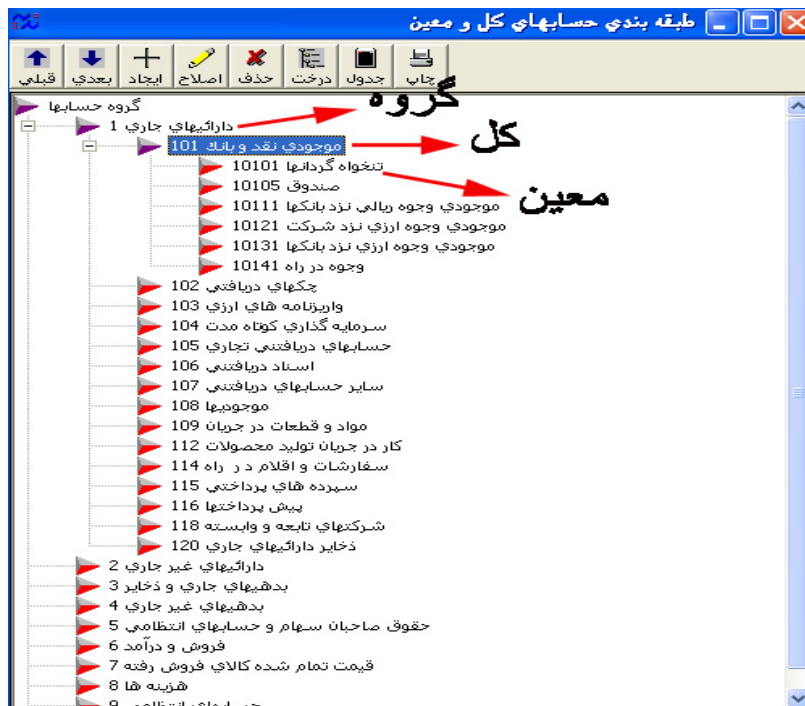 طبقه بندي حسابهاي كل و معين
چاپ جدول درخت حذف اصلاح ايجاد بعدي قبلي
گروه حسابها
گروه
دارائيهاي جاري 1
موجودي نقد و بانك 101
كل
تنخواه گردانها 10101
صندوق 10105
معين
موجودي وجوه ريالي نزد بانكها 10111
موجودي وجوه ارزي نزد شركت 10121
موجودي وجوه ارزي نزد بانكها 10131
وجوه در راه 10141
چكهاي دريافتي 102
واريزنامه هاي ارزي 103
سرمايه گذاري كوتاه مدت 104
حسابهاي دريافتني تجاري 105
اسناد دريافتني 106
ساير حسابهاي دريافتني 107
موجوديها 108
مواد و قطعات در جريان 109
كار در جريان توليد محصولات 112
سفارشات و اقلام در راه 114
سپرده هاي پرداختي 115
پيش پرداختها 116
شركتهاي تابعه و وابسته 118
ذخاير دارائيهاي جاري 120
دارائيهاي غير جاري 2
بدهيهاي جاري و ذخاير 3
بدهيهاي غير جاري 4
حقوق صاحبان سهام و حسابهاي انتظامي 5
فروش و درآمد 6
قيمت تمام شده كالاي فروش رفته 7
هزينه ها 8
حسابهاي انتظامي 9